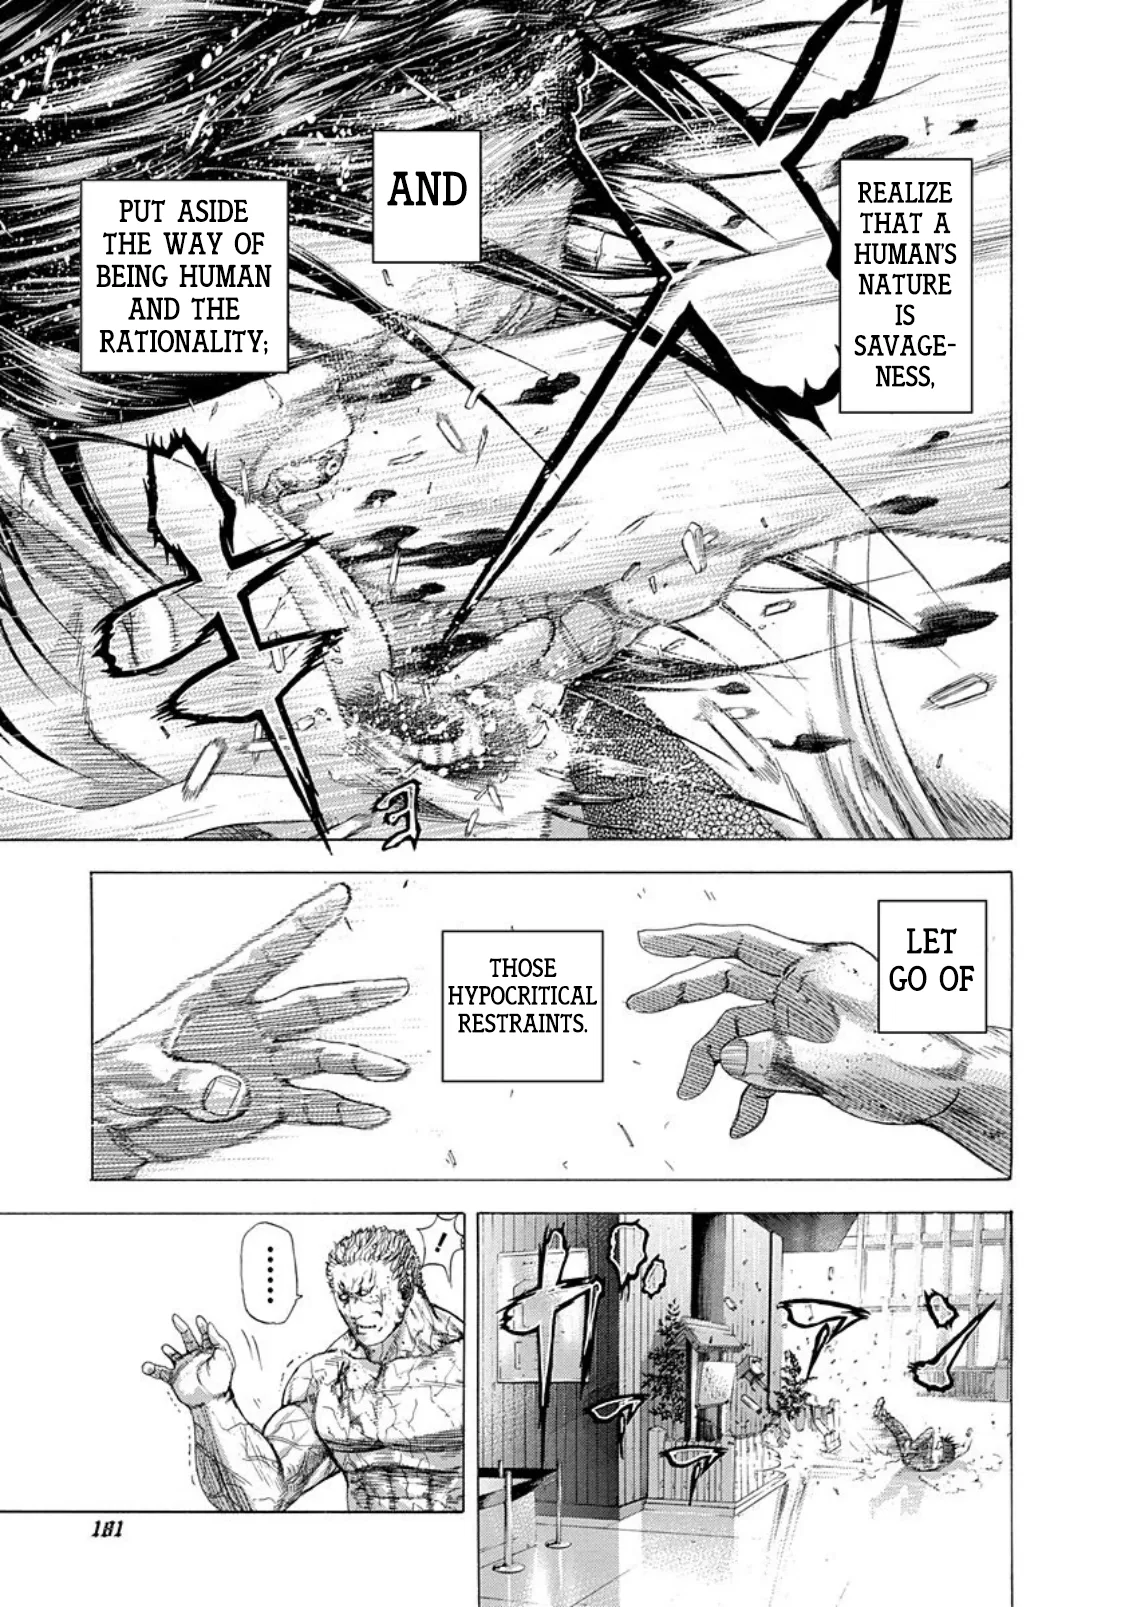 REALIZE
THAT A
HUMAN'S
NATURE
IS
SAVAGE-
NESS,
AND
PUT ASIDE
THE WAY OF
BEING HUMAN
AND THE
RATIONALITY;
LET
GO OF
THOSE
HYPOCRITICAL
RESTRAINTS.
!
......
181